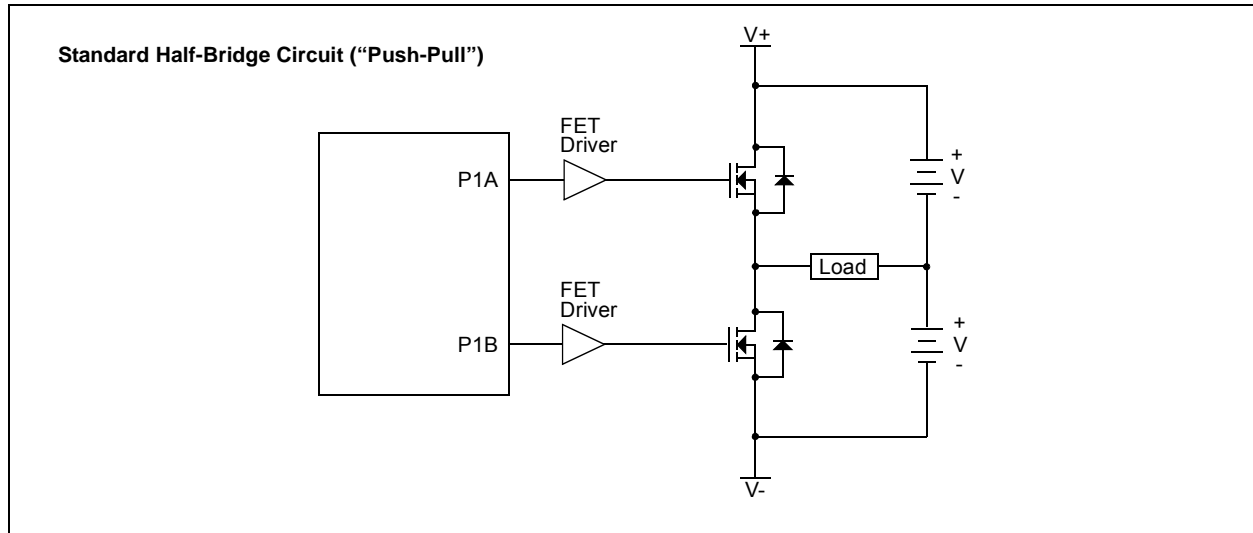 Standard Half-Bridge Circuit (“Push-Pull”)
V+
FET
Driver
P1A
+
V
-
Load
FET
Driver
P1B
+
V
-
V-